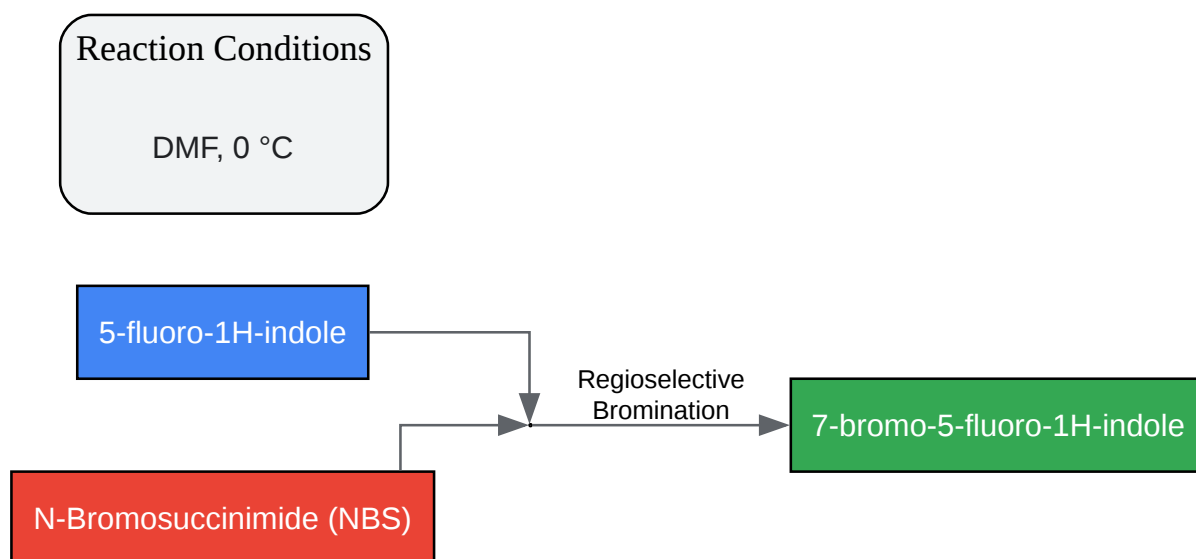 Reaction Conditions
DMF, 0 °C
5-fluoro-1H-indole
Regioselective
Bromination
7-bromo-5-fluoro-1H-indole
N-Bromosuccinimide (NBS)